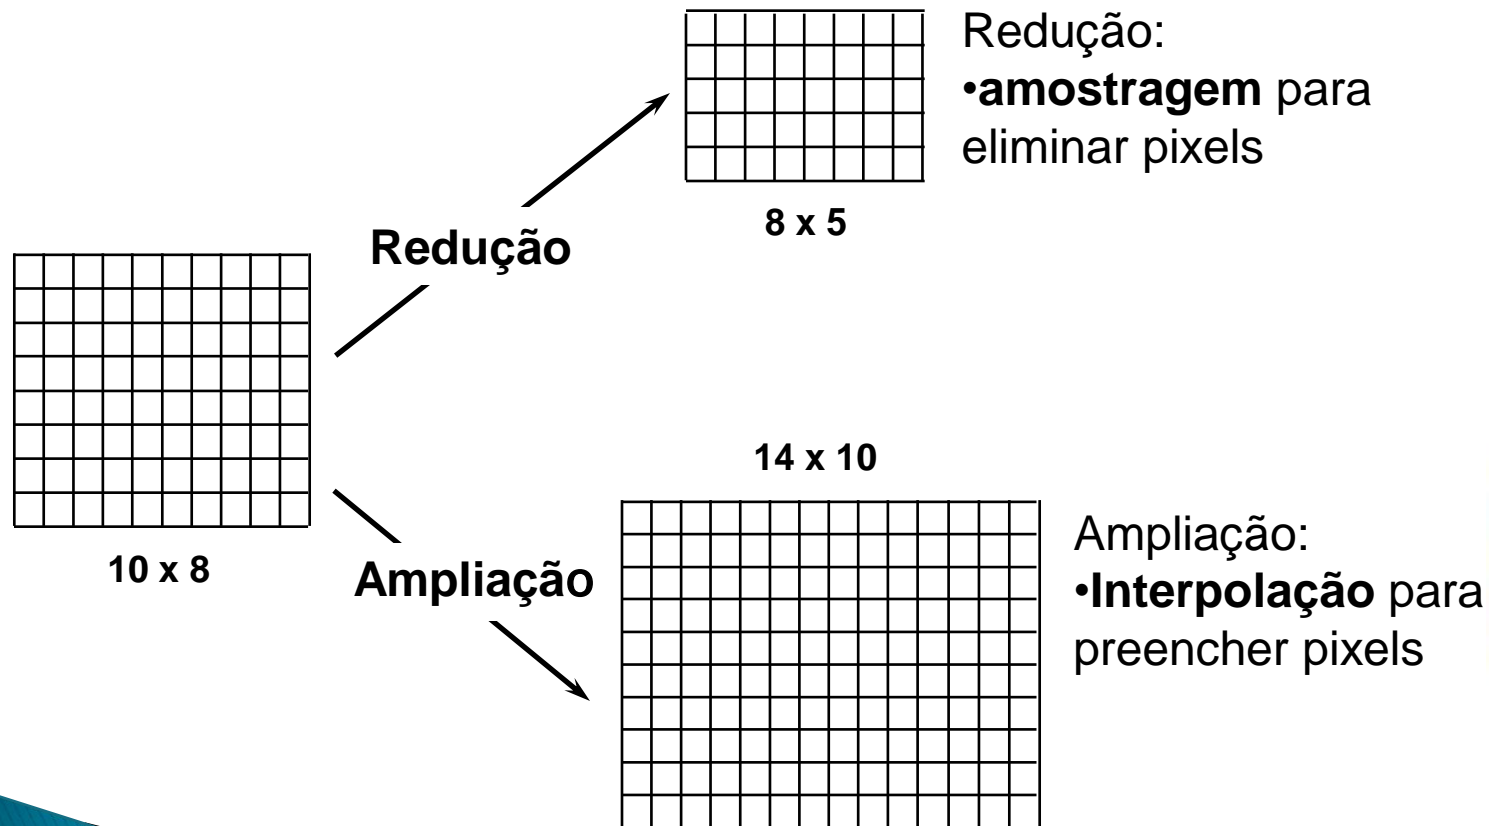 Redução:
•amostragem para
eliminar pixels
8 x 5
Redução
10 x 8
14 x 10
Ampliação
Ampliação:
•Interpolação para
preencher pixels